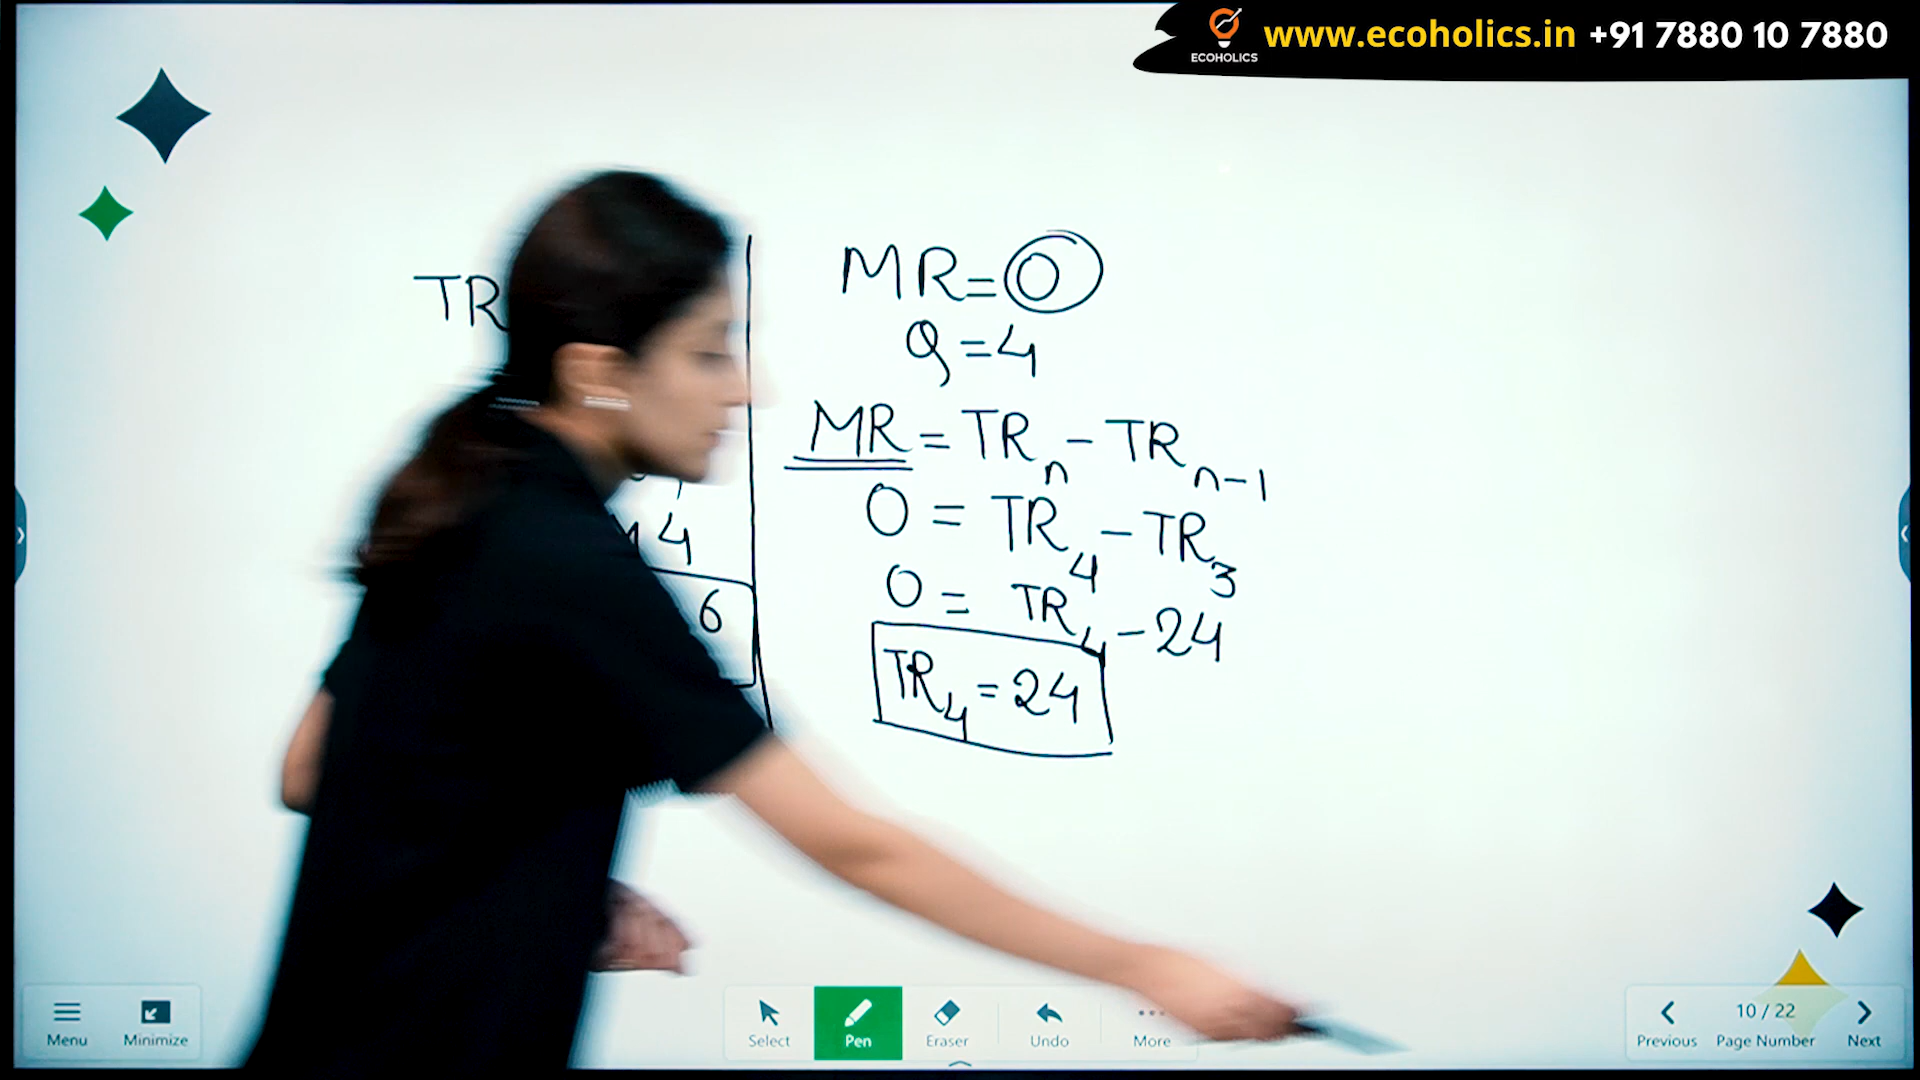 www.ecoholics.in +91 7880 10 7880
ECOHOLICS
TR
4
6
MR=0
Q=4
MR = TRn - TRn-1
0 = TR4 - TR3
0 = TR4 - 24
TR4 = 24
Menu Minimize Select Pen Eraser Undo More Previous 10 / 22 Page Number Next